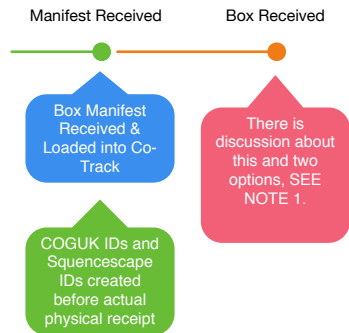 Manifest Received
Box Received
Box Manifest
Received &
Loaded into Co-
Track
There is
discussion about
this and two
options, SEE
NOTE 1.
COGUK IDs and
Squencescape
IDs created
before actual
physical receipt